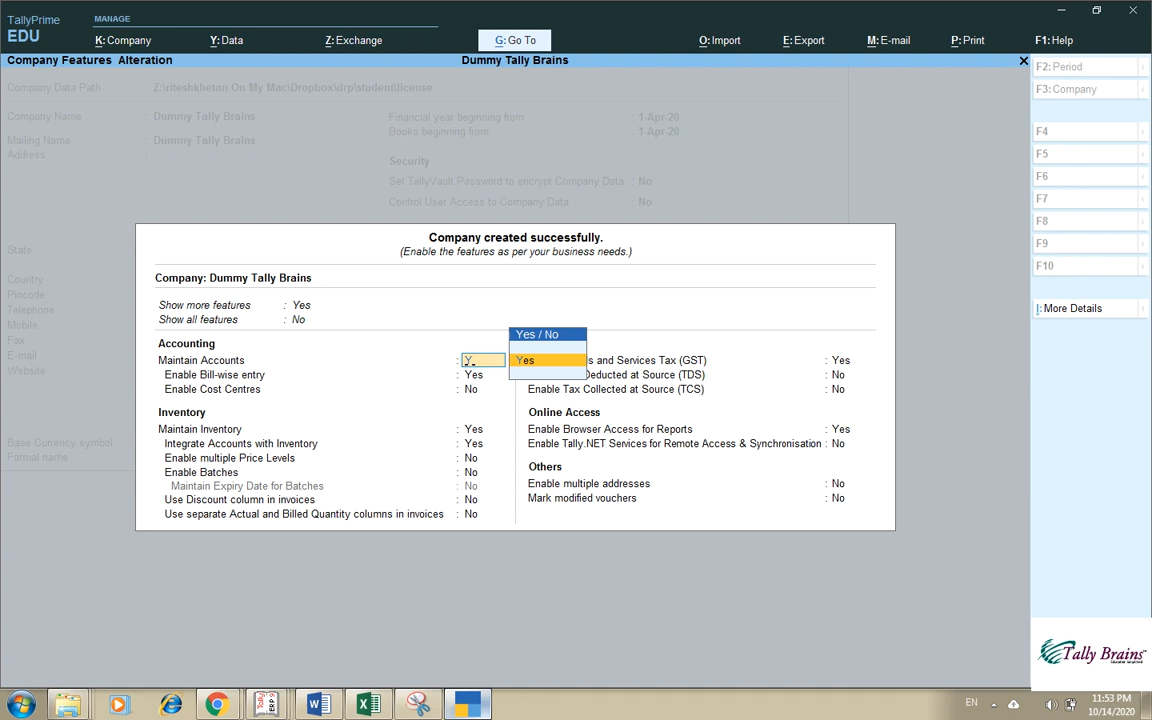 TallyPrime
EDU
MANAGE
K: Company
Y: Data
Z: Exchange
G: Go To
O: Import
E: Export
M: E-mail
P: Print
F1: Help
Company Features Alteration
Dummy Tally Brains
F2: Period
F3: Company
F4
F5
F6
F7
F8
F9
F10
!: More Details
Company Data Path : Z:\riteshkhetan On My Mac\Dropbox\drp\student\license
Company Name : Dummy Tally Brains
Mailing Name : Dummy Tally Brains
Address :
Financial year beginning from : 1-Apr-20
Books beginning from : 1-Apr-20
Security
Set TallyVault Password to encrypt Company Data : No
Control User Access to Company Data : No
State
Country
Pincode
Telephone
Mobile
Fax
E-mail
Website
Base Currency symbol
Formal name
Company created successfully.
(Enable the features as per your business needs.)
Company: Dummy Tally Brains
Show more features : Yes
Show all features : No
Accounting
Maintain Accounts : Y
Enable Bill-wise entry : Yes
Enable Cost Centres : No
Inventory
Maintain Inventory : Yes
Integrate Accounts with Inventory : Yes
Enable multiple Price Levels : No
Enable Batches : No
Maintain Expiry Date for Batches : No
Use Discount column in invoices : No
Use separate Actual and Billed Quantity columns in invoices : No
Yes / No
Yes
s and Services Tax (GST) : Yes
Deducted at Source (TDS) : No
Enable Tax Collected at Source (TCS) : No
Online Access
Enable Browser Access for Reports : Yes
Enable Tally.NET Services for Remote Access & Synchronisation : No
Others
Enable multiple addresses : No
Mark modified vouchers : No
Tally Brains
EN
11:53 PM
10/14/2020